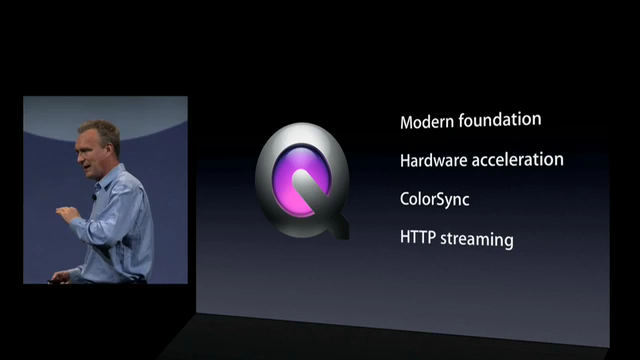 Modern foundation
Hardware acceleration
ColorSync
HTTP streaming